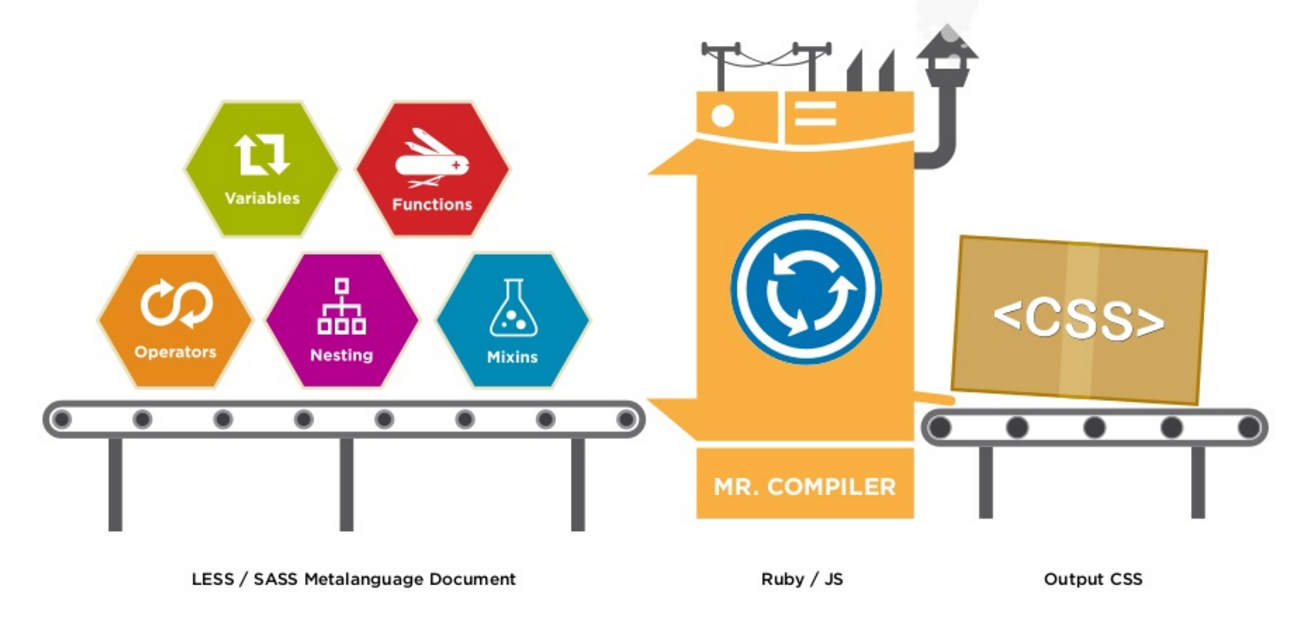 Variables
Functions
Operators
Nesting
Mixins
MR. COMPILER
<CSS>
LESS / SASS Metalanguage Document
Ruby / JS
Output CSS